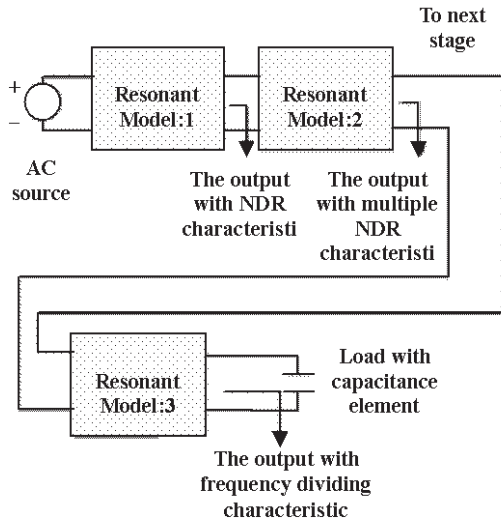 To next
stage
+
Resonant
Model:1
Resonant
Model:2
−
AC
source
The output
with NDR
characteristi
The output
with multiple
NDR
characteristi
Resonant
Model:3
Load with
capacitance
element
The output with
frequency dividing
characteristic